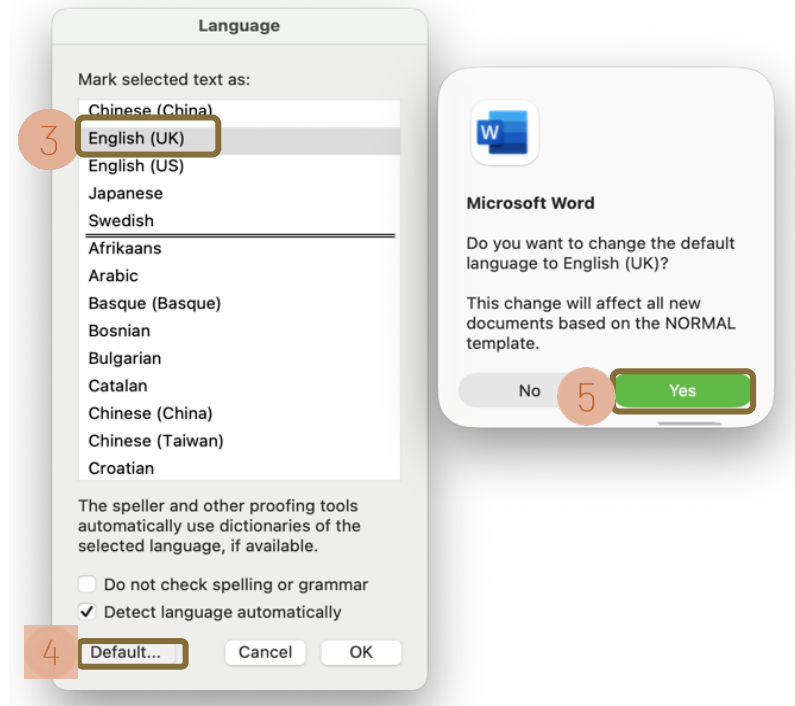 Language
Mark selected text as:
Chinese (China)
3
English (UK)
English (US)
Japanese
Swedish
Afrikaans
Arabic
Basque (Basque)
Bosnian
Bulgarian
Catalan
Chinese (China)
Chinese (Taiwan)
Croatian
The speller and other proofing tools
automatically use dictionaries of the
selected language, if available.
Do not check spelling or grammar
Detect language automatically
4
Default...
Cancel
OK
W
Microsoft Word
Do you want to change the default
language to English (UK)?
This change will affect all new
documents based on the NORMAL
template.
No
5
Yes